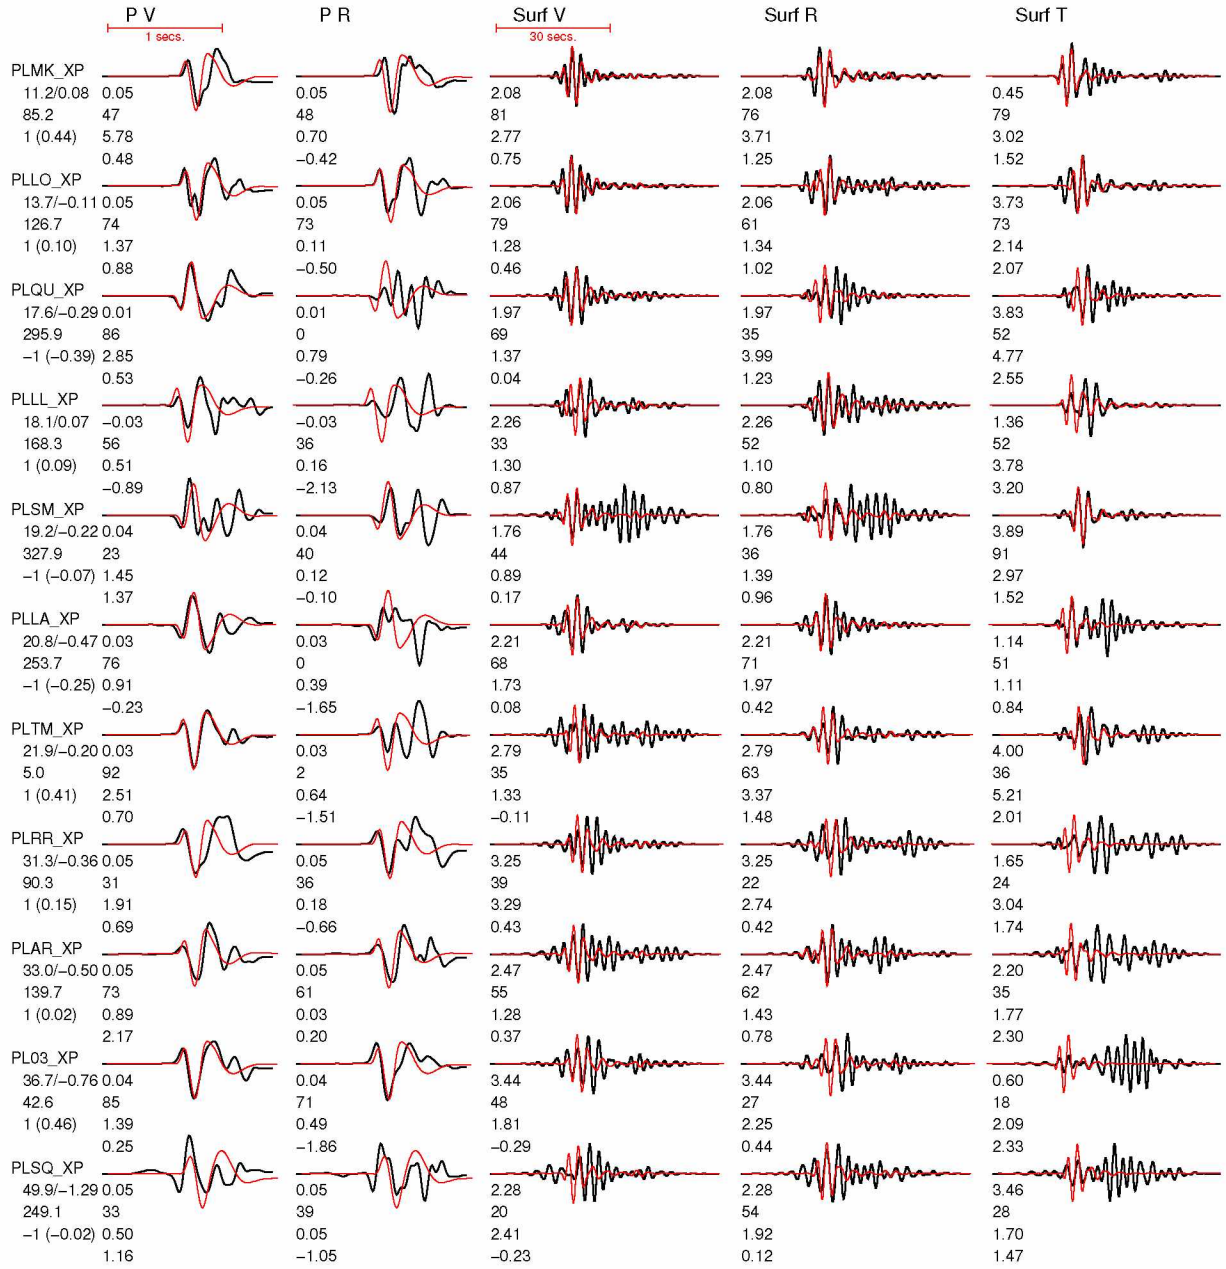 P V P R Surf V Surf R Surf T
1 secs. 30 secs.
PLMK_XP
11.2/0.08 0.05 0.05 2.08 2.08 0.45
85.2 47 48 81 76 79
1 (0.44) 5.78 0.70 2.77 3.71 3.02
0.48 −0.42 0.75 1.25 1.52
PLLO_XP
13.7/−0.11 0.05 0.05 2.06 2.06 3.73
126.7 74 73 79 61 73
1 (0.10) 1.37 0.11 1.28 1.34 2.14
0.88 −0.50 0.46 1.02 2.07
PLQU_XP
17.6/−0.29 0.01 0.01 1.97 1.97 3.83
295.9 86 0 69 35 52
−1 (−0.39) 2.85 0.79 1.37 3.99 4.77
0.53 −0.26 0.04 1.23 2.55
PLLL_XP
18.1/0.07 −0.03 −0.03 2.26 2.26 1.36
168.3 56 36 33 52 52
1 (0.09) 0.51 0.16 1.30 1.10 3.78
−0.89 −2.13 0.87 0.80 3.20
PLSM_XP
19.2/−0.22 0.04 0.04 1.76 1.76 3.89
327.9 23 40 44 36 91
−1 (−0.07) 1.45 0.12 0.89 1.39 2.97
1.37 −0.10 0.17 0.96 1.52
PLLA_XP
20.8/−0.47 0.03 0.03 2.21 2.21 1.14
253.7 76 0 68 71 51
−1 (−0.25) 0.91 0.39 1.73 1.97 1.11
−0.23 −1.65 0.08 0.42 0.84
PLTM_XP
21.9/−0.20 0.03 0.03 2.79 2.79 4.00
5.0 92 2 35 63 36
1 (0.41) 2.51 0.64 1.33 3.37 5.21
0.70 −1.51 −0.11 1.48 2.01
PLRR_XP
31.3/−0.36 0.05 0.05 3.25 3.25 1.65
90.3 31 36 39 22 24
1 (0.15) 1.91 0.18 3.29 2.74 3.04
0.69 −0.66 0.43 0.42 1.74
PLAR_XP
33.0/−0.50 0.05 0.05 2.47 2.47 2.20
139.7 73 61 55 62 35
1 (0.02) 0.89 0.03 1.28 1.43 1.77
2.17 0.20 0.37 0.78 2.30
PL03_XP
36.7/−0.76 0.04 0.04 3.44 3.44 0.60
42.6 85 71 48 27 18
1 (0.46) 1.39 0.49 1.81 2.25 2.09
0.25 −1.86 −0.29 0.44 2.33
PLSQ_XP
49.9/−1.29 0.05 0.05 2.28 2.28 3.46
249.1 33 39 20 54 28
−1 (−0.02) 0.50 0.05 2.41 1.92 1.70
1.16 −1.05 −0.23 0.12 1.47